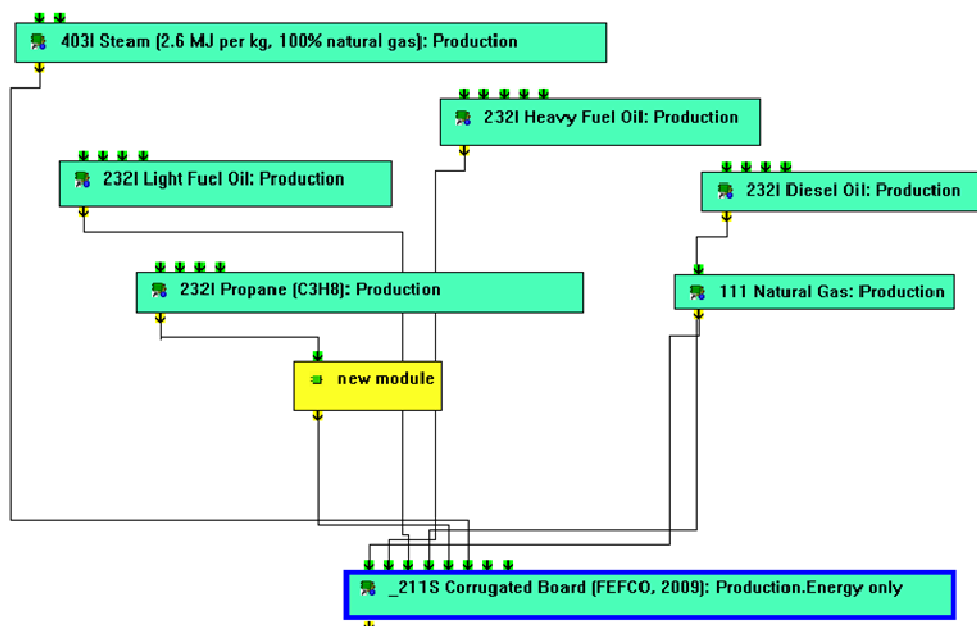 403I Steam (2.6 MJ per kg, 100% natural gas): Production
232I Heavy Fuel Oil: Production
232I Light Fuel Oil: Production
232I Diesel Oil: Production
232I Propane (C3H8): Production
111 Natural Gas: Production
new module
_211S Corrugated Board (FEFCO, 2009): Production.Energy only